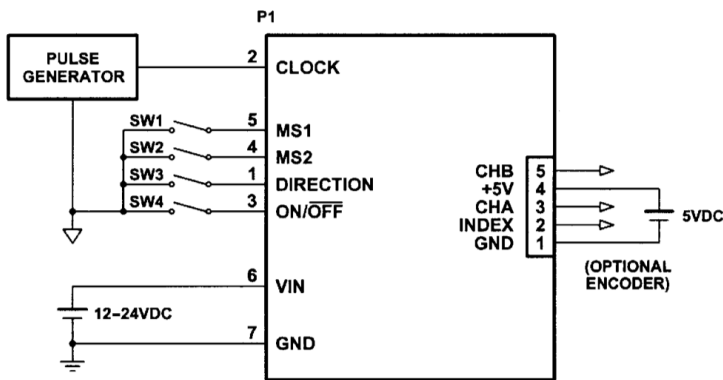 P1
PULSE
GENERATOR
2 CLOCK
SW1 5 MS1
SW2 4 MS2
SW3 1 DIRECTION
SW4 3 ON/OFF
CHB 5
+5V 4
CHA 3
INDEX 2
GND 1
5VDC
(OPTIONAL
ENCODER)
6 VIN
12–24VDC
7 GND